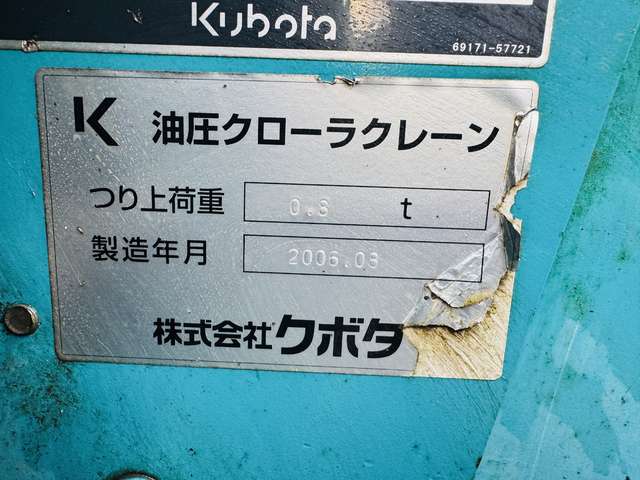 Kubota
69171-57721
K 油圧クローラクレーン
つり上荷重 0.8 t
製造年月 2006.08
株式会社クボタ